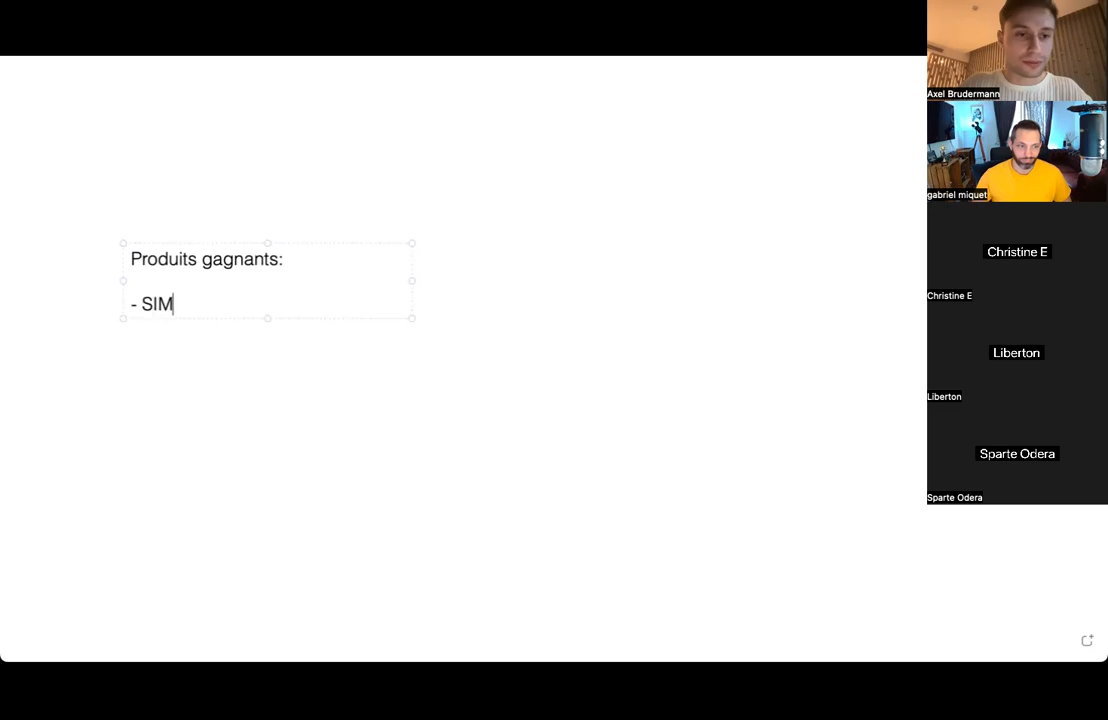 Produits gagnants:
- SIM
Axel Brudermann
gabriel miquet
Christine E
Christine E
Liberton
Liberton
Sparte Odera
Sparte Odera